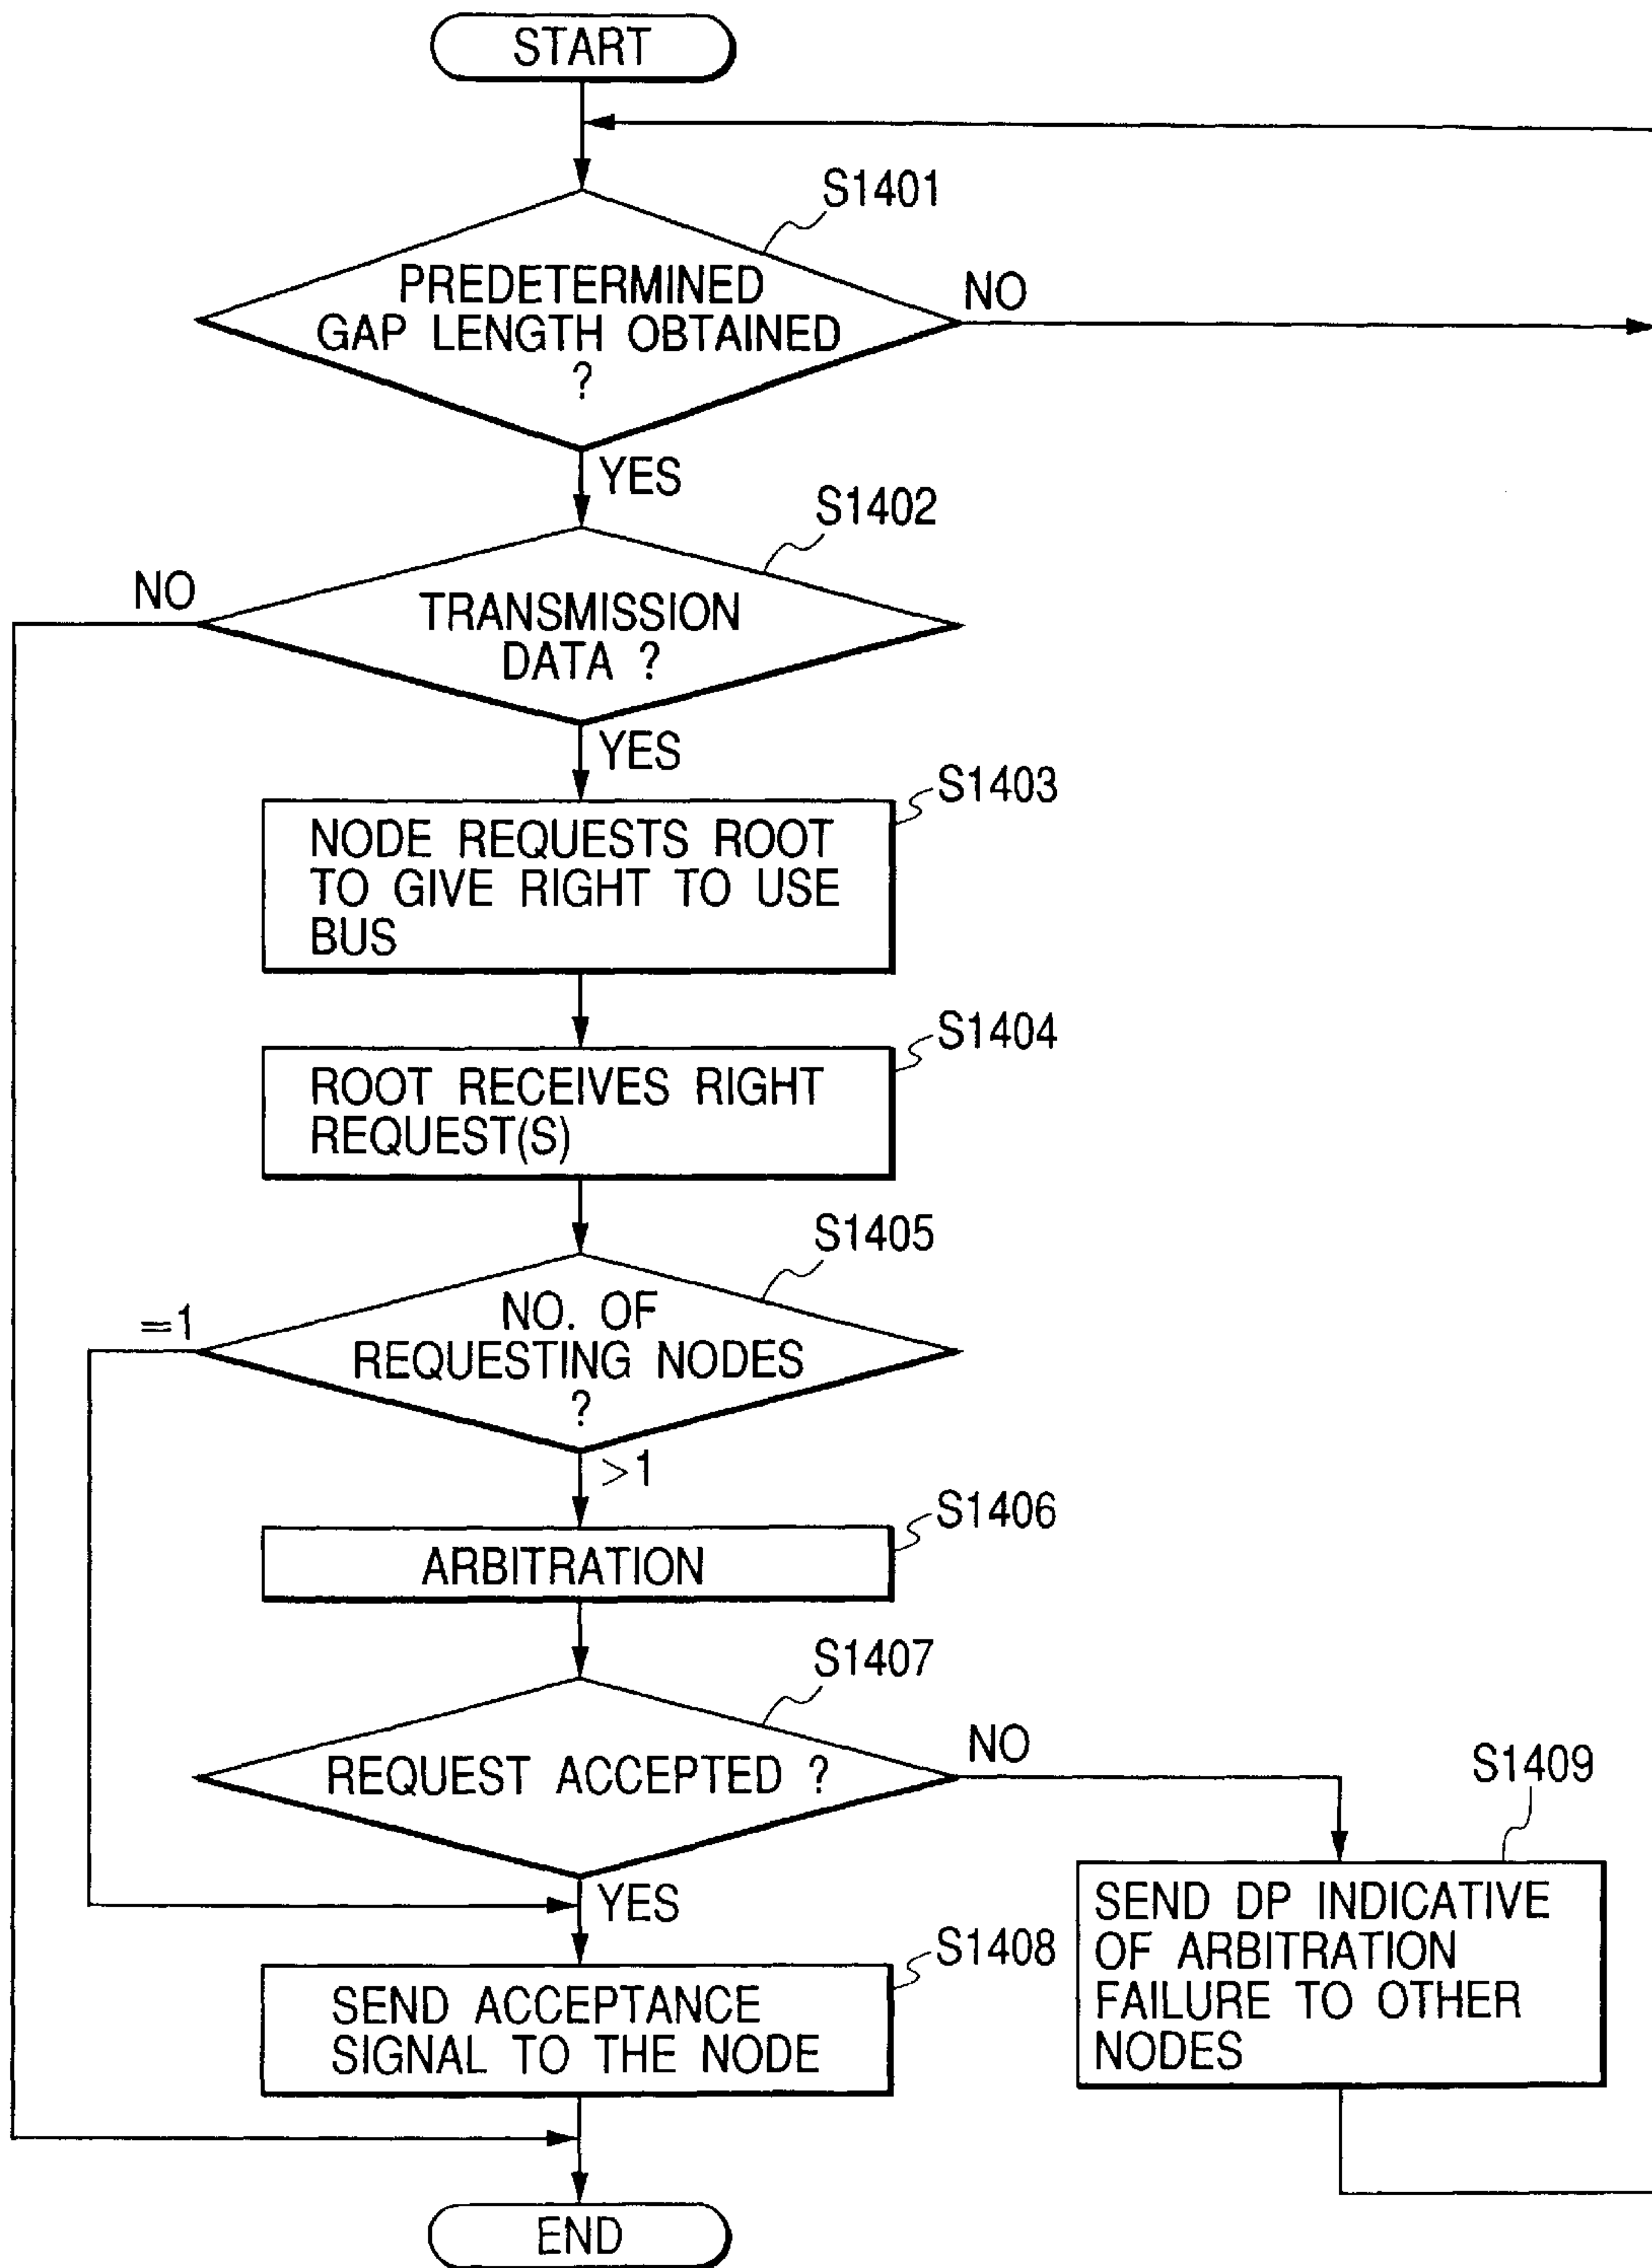 START
S1401
PREDETERMINED
GAP LENGTH OBTAINED
?
NO
YES
S1402
NO
TRANSMISSION
DATA ?
YES
S1403
NODE REQUESTS ROOT
TO GIVE RIGHT TO USE
BUS
S1404
ROOT RECEIVES RIGHT
REQUEST(S)
S1405
=1
NO. OF
REQUESTING NODES
?
>1
S1406
ARBITRATION
S1407
REQUEST ACCEPTED ?
NO
S1409
YES
SEND DP INDICATIVE
OF ARBITRATION
FAILURE TO OTHER
NODES
S1408
SEND ACCEPTANCE
SIGNAL TO THE NODE
END